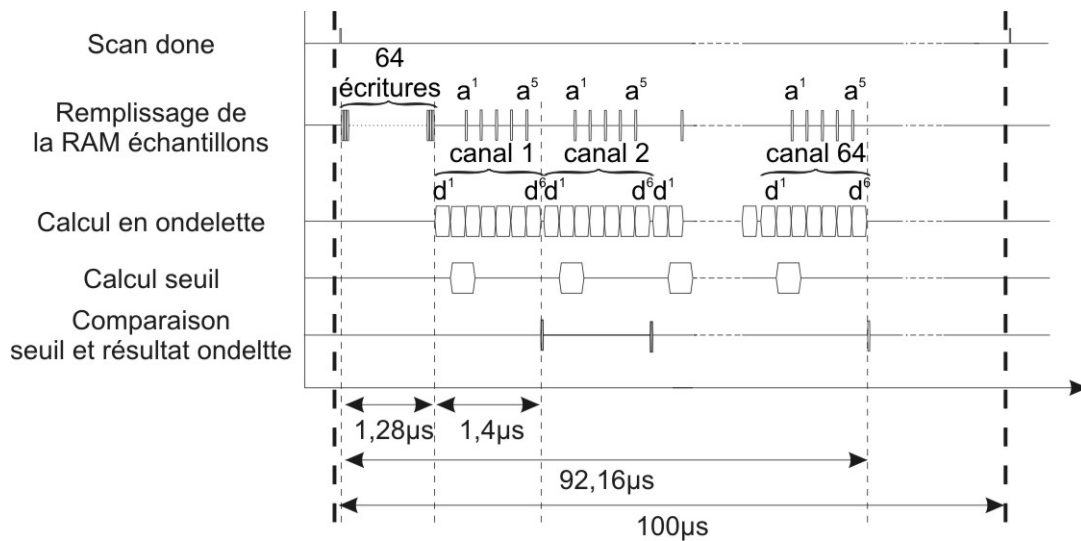 Scan done
64
écritures
a¹ a⁵ a¹ a⁵ a¹ a⁵
Remplissage de
la RAM échantillons
canal 1 canal 2 canal 64
d¹ d⁶ d¹ d⁶ d¹ d¹ d⁶
Calcul en ondelette
Calcul seuil
Comparaison
seuil et résultat ondeltte
1,28µs 1,4µs
92,16µs
100µs